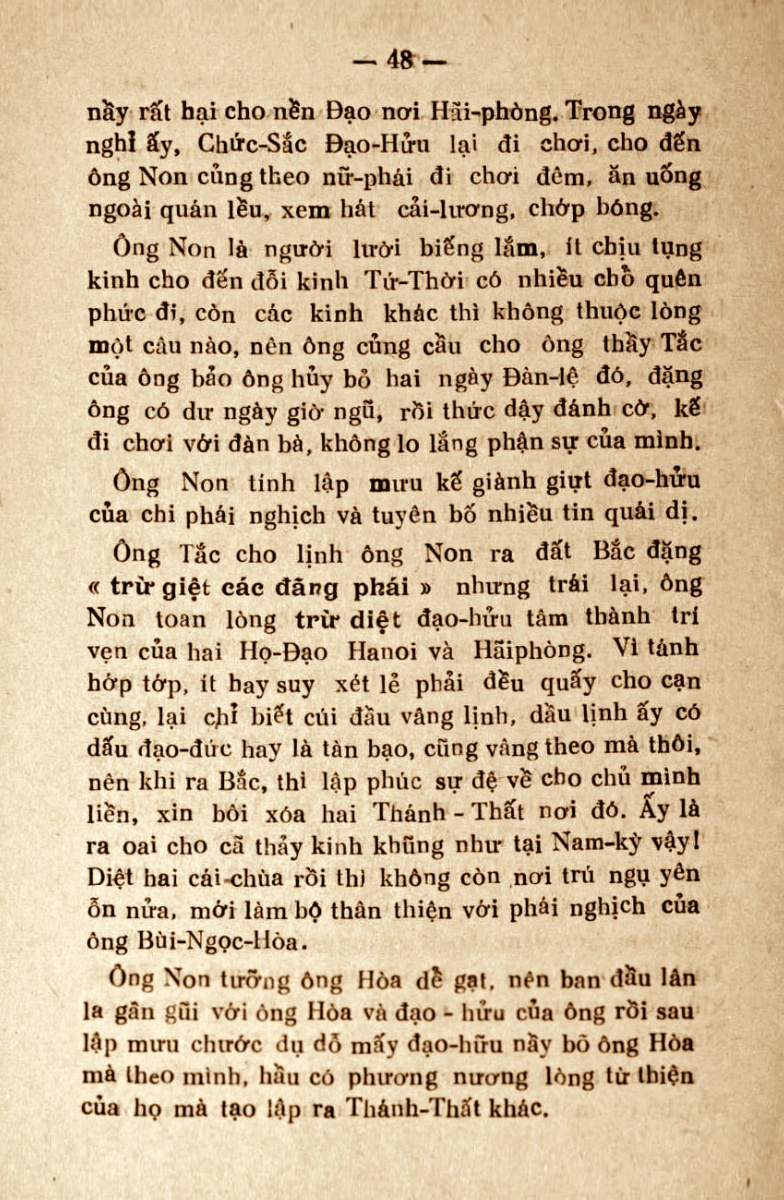 — 48 —
nầy rất hại cho nền Đạo nơi Hãi-phòng. Trong ngày
nghỉ ấy, Chức-Sắc Đạo-Hửu lại đi chơi, cho đến
ông Non củng theo nữ-phái đi chơi đêm, ăn uống
ngoài quán lều, xem hát cải-lương, chớp bóng.
Ông Non là người lười biếng lắm, ít chịu tụng
kinh cho đến đỗi kinh Tứ-Thời có nhiều chỗ quên
phức đi, còn các kinh khác thì không thuộc lòng
một câu nào, nên ông củng cầu cho ông thầy Tắc
của ông bảo ông hủy bỏ hai ngày Đàn-lệ đó, đặng
ông có dư ngày giờ ngũ, rồi thức dậy đánh cờ, kế
đi chơi với đàn bà, không lo lắng phận sự của mình.
Ông Non tính lập mưu kế giành giựt đạo-hửu
của chi phái nghịch và tuyên bố nhiều tin quái dị.
Ông Tắc cho lịnh ông Non ra đất Bắc đặng
« trừ giệt các đãng phái » nhưng trái lại, ông
Non toan lòng trừ diệt đạo-hửu tâm thành trí
vẹn của hai Họ-Đạo Hanoi và Hãiphòng. Vì tánh
hớp tớp, ít hay suy xét lẻ phải đều quấy cho cạn
cùng, lại chỉ biết cúi đầu vâng lịnh, dầu lịnh ấy có
dấu đạo-đức hay là tàn bạo, cũng vâng theo mà thôi,
nên khi ra Bắc, thì lập phúc sự đệ về cho chủ mình
liền, xin bôi xóa hai Thánh-Thất nơi đó. Ấy là
ra oai cho cã thảy kinh khũng như tại Nam-kỳ vậy!
Diệt hai cái chùa rồi thì không còn nơi trú ngụ yên
ổn nửa, mới làm bộ thân thiện với phái nghịch của
ông Bùi-Ngọc-Hòa.
Ông Non tưỡng ông Hòa dể gạt, nên ban đầu lân
la gần gũi với ông Hòa và đạo-hửu của ông rồi sau
lập mưu chước dụ dỗ mấy đạo-hữu nầy bõ ông Hòa
mà theo mình, hầu có phương nương lòng từ thiện
của họ mà tạo lập ra Thánh-Thất khác.